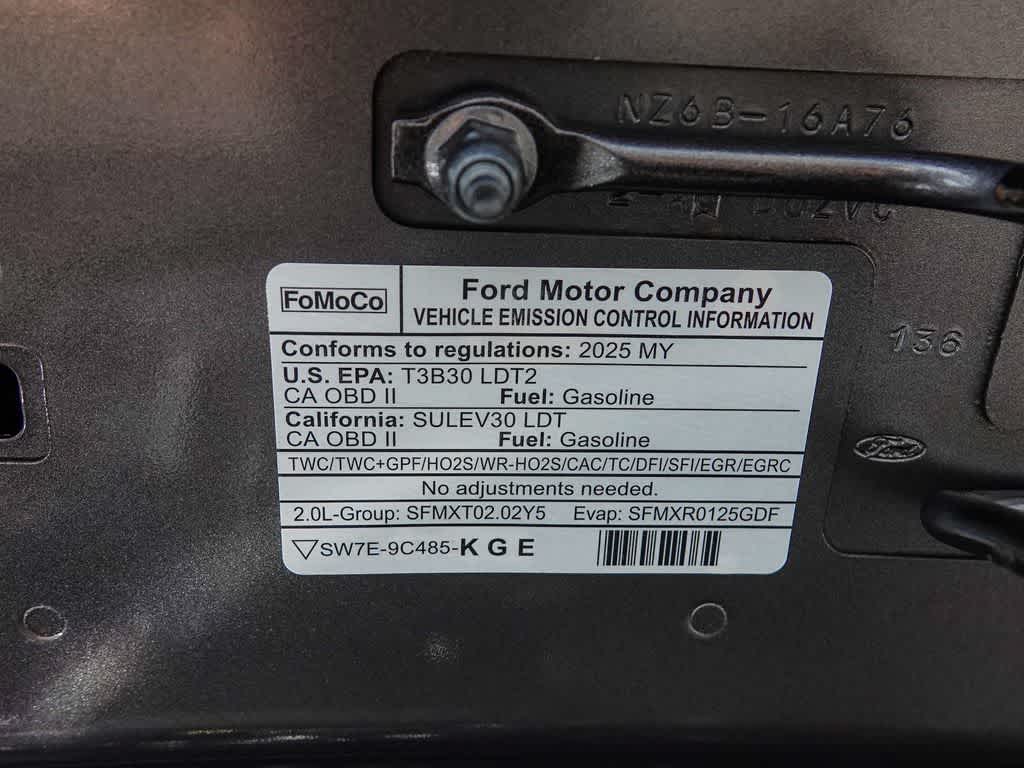 NZ6B-16A76
FoMoCo
Ford Motor Company
VEHICLE EMISSION CONTROL INFORMATION
Conforms to regulations: 2025 MY
U.S. EPA: T3B30 LDT2
CA OBD II Fuel: Gasoline
California: SULEV30 LDT
CA OBD II Fuel: Gasoline
TWC/TWC+GPF/HO2S/WR-HO2S/CAC/TC/DFI/SFI/EGR/EGRC
No adjustments needed.
2.0L-Group: SFMXT02.02Y5 Evap: SFMXR0125GDF
SW7E-9C485-KGE
136
Ford